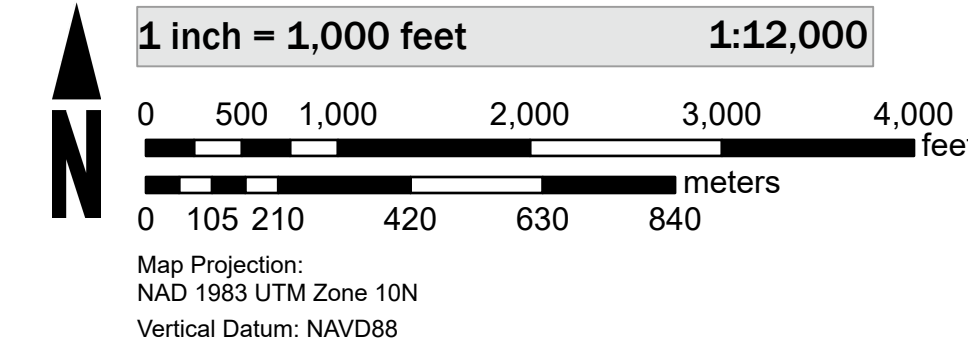 1 inch = 1,000 feet 1:12,000
0 500 1,000 2,000 3,000 4,000
feet
meters
0 105 210 420 630 840
N
Map Projection:
NAD 1983 UTM Zone 10N
Vertical Datum: NAVD88